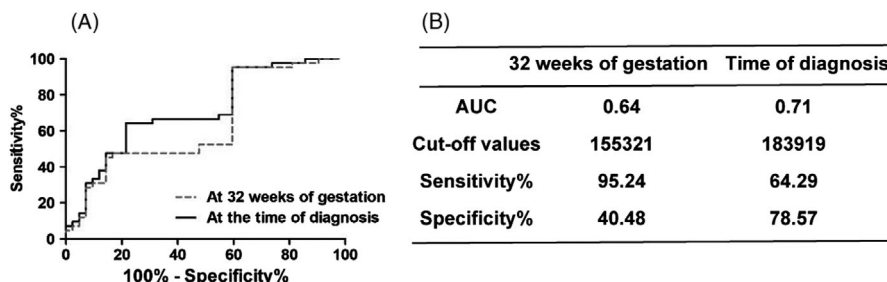 (A)
100
80
60
40
20
0
Sensitivity%
At 32 weeks of gestation
At the time of diagnosis
0 20 40 60 80 100
100% - Specificity%
(B)
32 weeks of gestation Time of diagnosis
AUC 0.64 0.71
Cut-off values 155321 183919
Sensitivity% 95.24 64.29
Specificity% 40.48 78.57